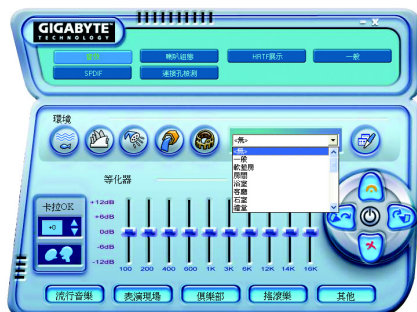 GIGABYTE™
TECHNOLOGY
喇叭組態
HRTF展示
一般
SPDIF
連接孔檢測
環境
<無>
<無>
一般
軟墊房
房間
浴室
客廳
石室
禮堂
等化器
卡拉OK
+0
+12dB
+6dB
0dB
-6dB
-12dB
100 200 400 600 1K 3K 6K 12K 14K 16K
流行音樂
表演現場
俱樂部
搖滾樂
其他